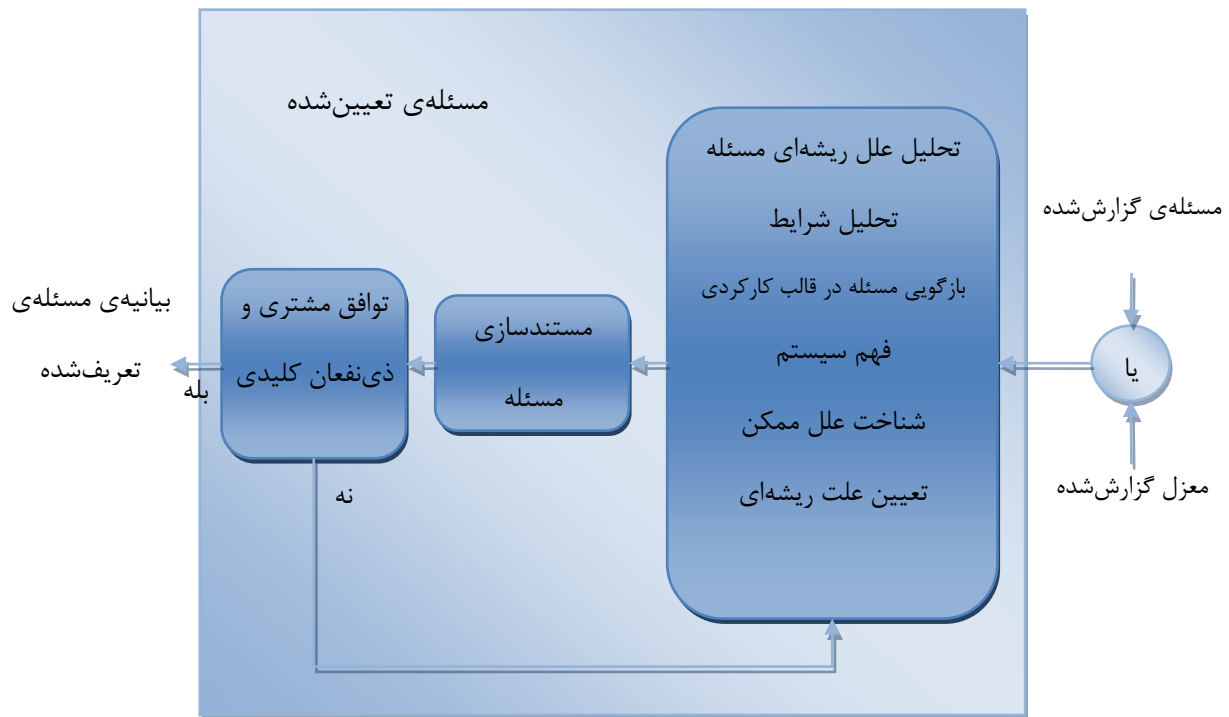 مسئله‌ی تعیین‌شده
مسئله‌ی گزارش‌شده
یا
معزل گزارش‌شده
تحلیل علل ریشه‌ای مسئله
تحلیل شرایط
بازگویی مسئله در قالب کارکردی
فهم سیستم
شناخت علل ممکن
تعیین علت ریشه‌ای
مستندسازی
مسئله
توافق مشتری و
ذی‌نفعان کلیدی
نه
بله
بیانیه‌ی مسئله‌ی
تعریف‌شده